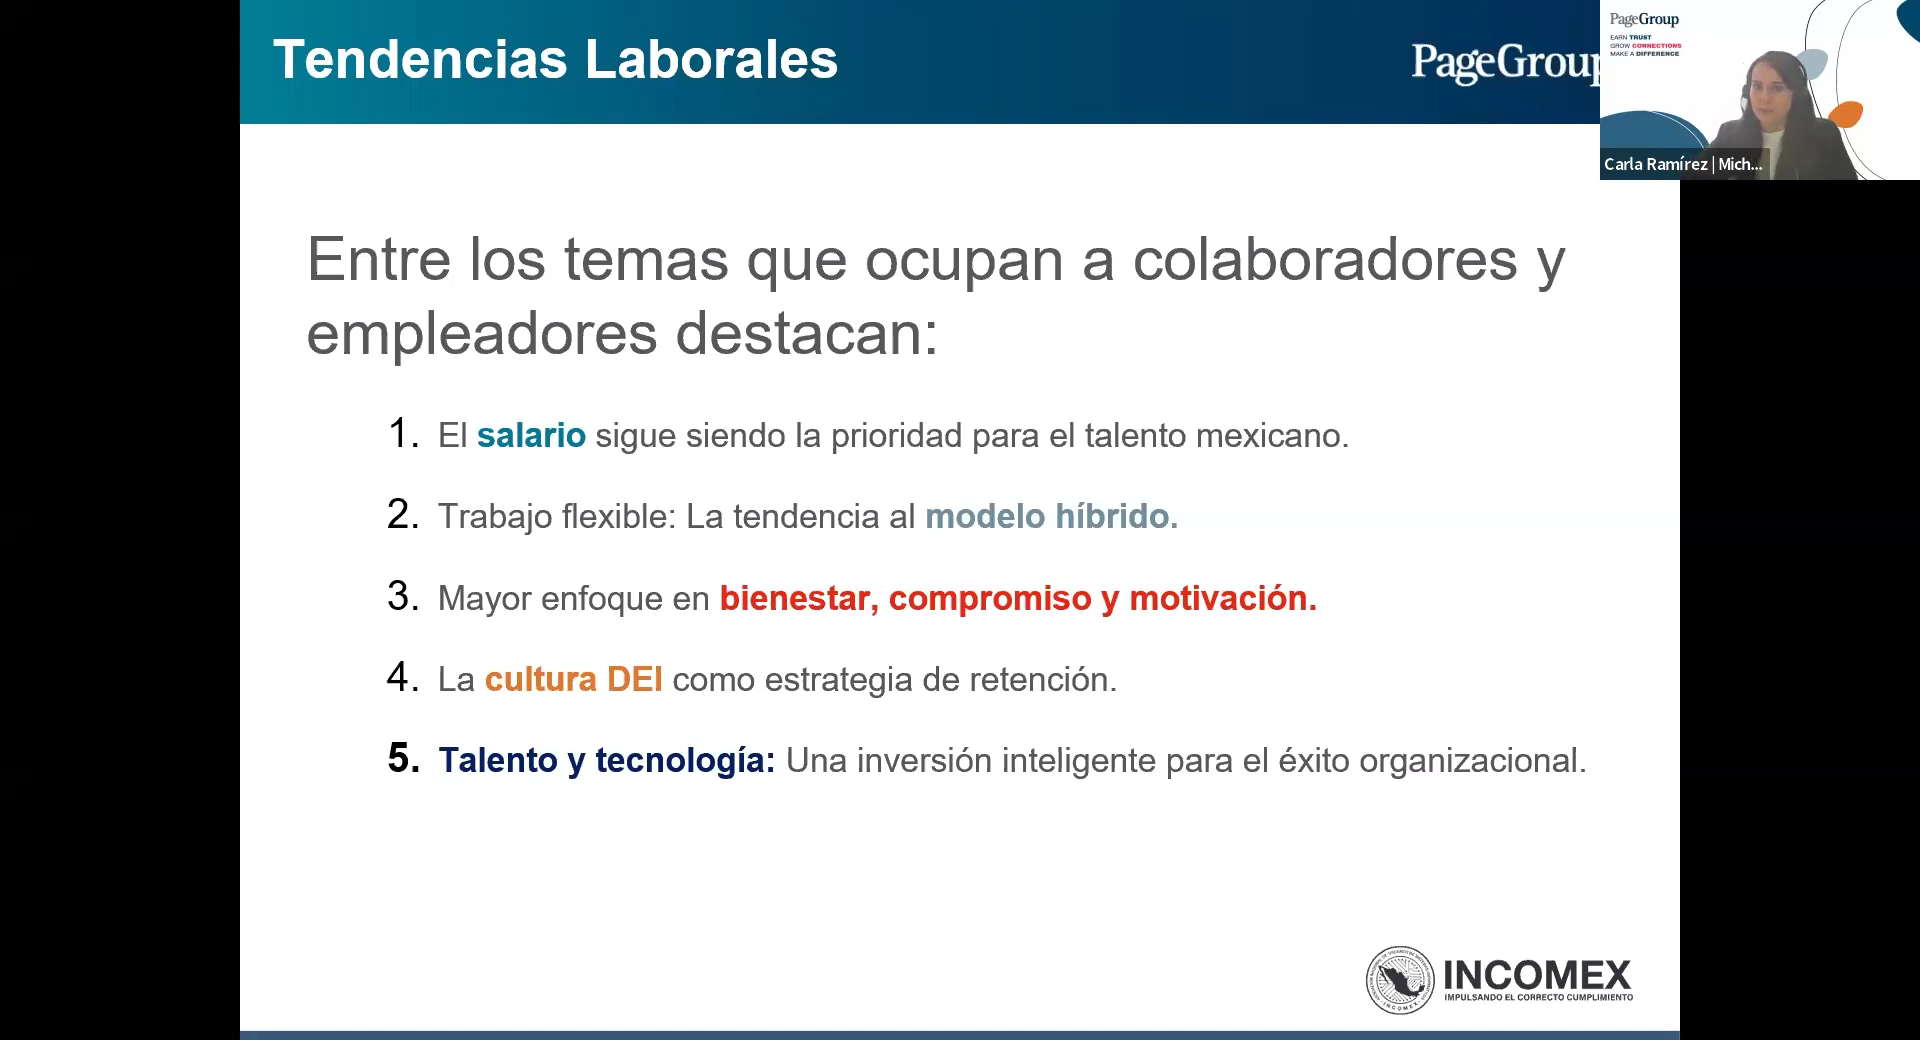 Tendencias Laborales
PageGroup
PageGroup
EARN TRUST
GROW CONNECTIONS
MAKE A DIFFERENCE
Carla Ramírez | Mich...
Entre los temas que ocupan a colaboradores y
empleadores destacan:
1. El salario sigue siendo la prioridad para el talento mexicano.
2. Trabajo flexible: La tendencia al modelo híbrido.
3. Mayor enfoque en bienestar, compromiso y motivación.
4. La cultura DEI como estrategia de retención.
5. Talento y tecnología: Una inversión inteligente para el éxito organizacional.
INCOMEX
IMPULSANDO EL CORRECTO CUMPLIMIENTO